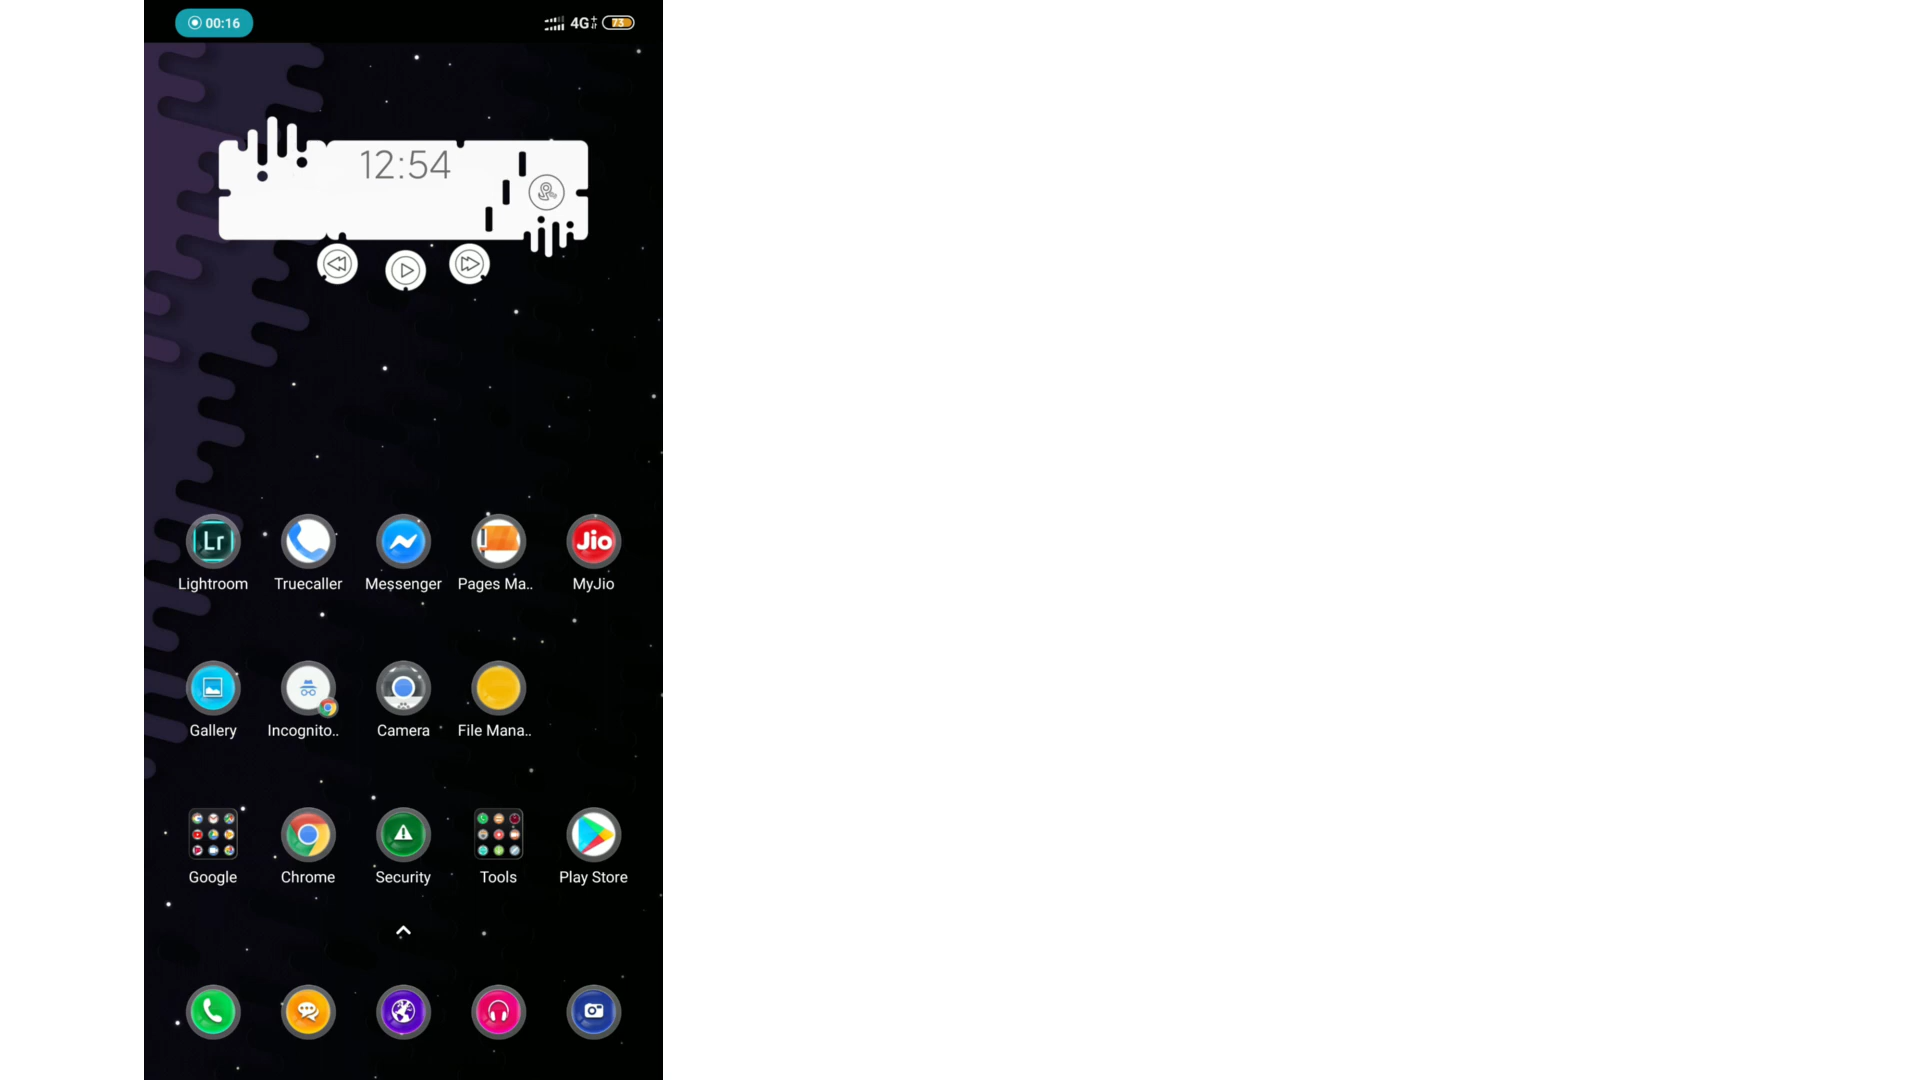 00:16 4G+ 73
12:54
Lr Jio
Lightroom Truecaller Messenger Pages Ma.. MyJio
Gallery Incognito.. Camera File Mana..
Google Chrome Security Tools Play Store